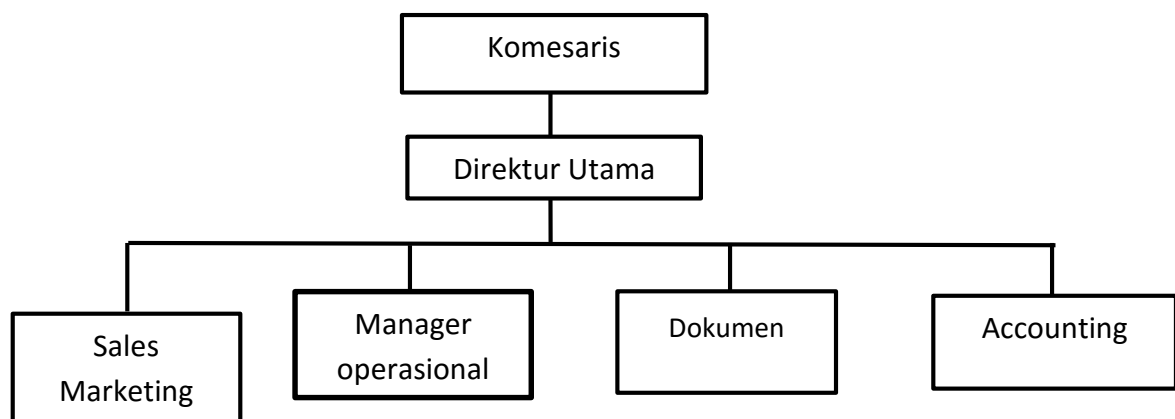 Komesaris
Direktur Utama
Sales
Marketing
Manager
operasional
Dokumen
Accounting